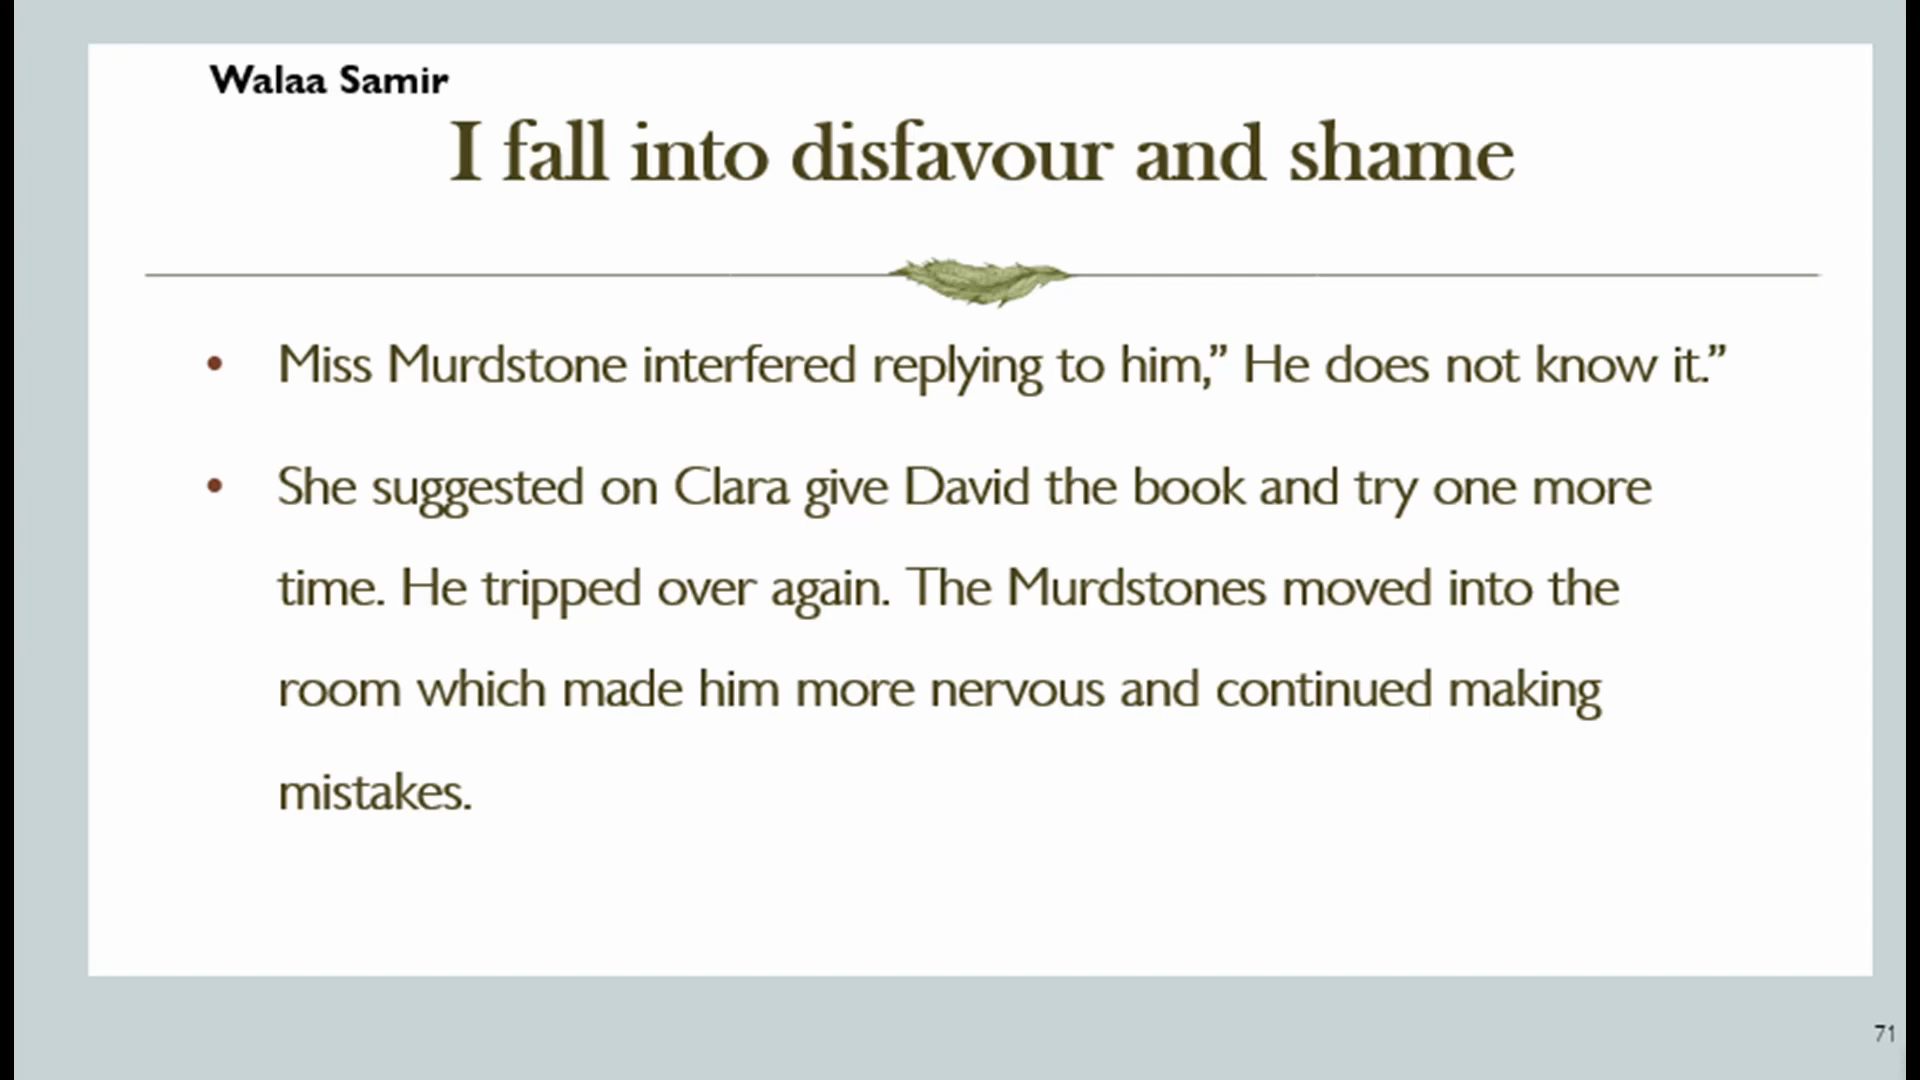 Walaa Samir
I fall into disfavour and shame
• Miss Murdstone interfered replying to him,” He does not know it.”
• She suggested on Clara give David the book and try one more
time. He tripped over again. The Murdstones moved into the
room which made him more nervous and continued making
mistakes.
71